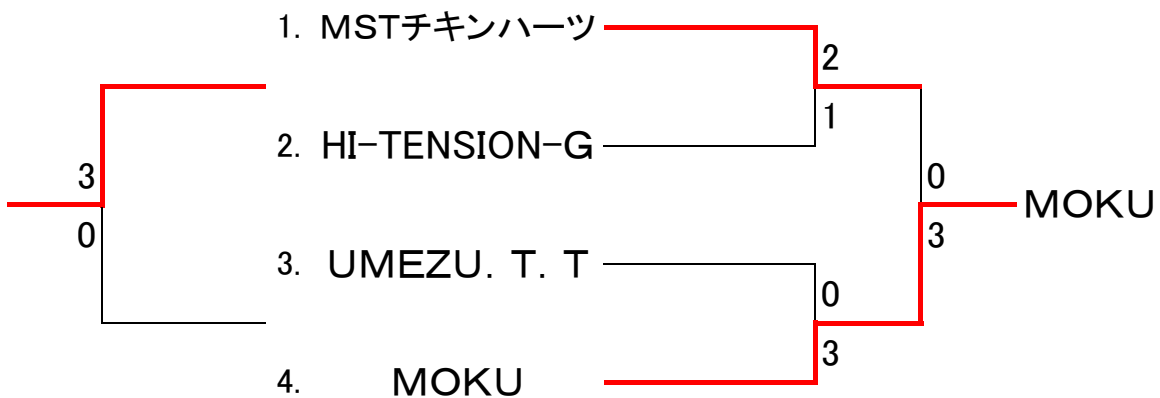 1. MSTチキンハーツ
2
1
2. HI-TENSION-G
3
0
0
3
MOKU
3. UMEZU. T. T
0
3
4. MOKU